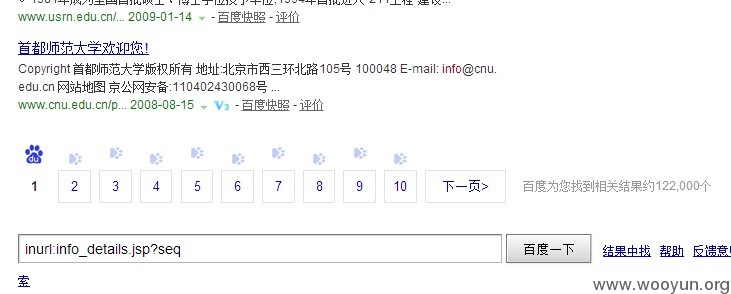 www.usrn.edu.cn/... 2009-01-14 - 百度快照 - 评价
首都师范大学欢迎您!
Copyright 首都师范大学版权所有 地址:北京市西三环北路105号 100048 E-mail: info@cnu.
edu.cn 网站地图 京公网安备:110402430068号 ...
www.cnu.edu.cn/p... 2008-08-15 V3 - 百度快照 - 评价
du
1 2 3 4 5 6 7 8 9 10 下一页> 百度为您找到相关结果约122,000个
inurl:info_details.jsp?seq 百度一下 结果中找 帮助 反馈意
索
www.wooyun.org